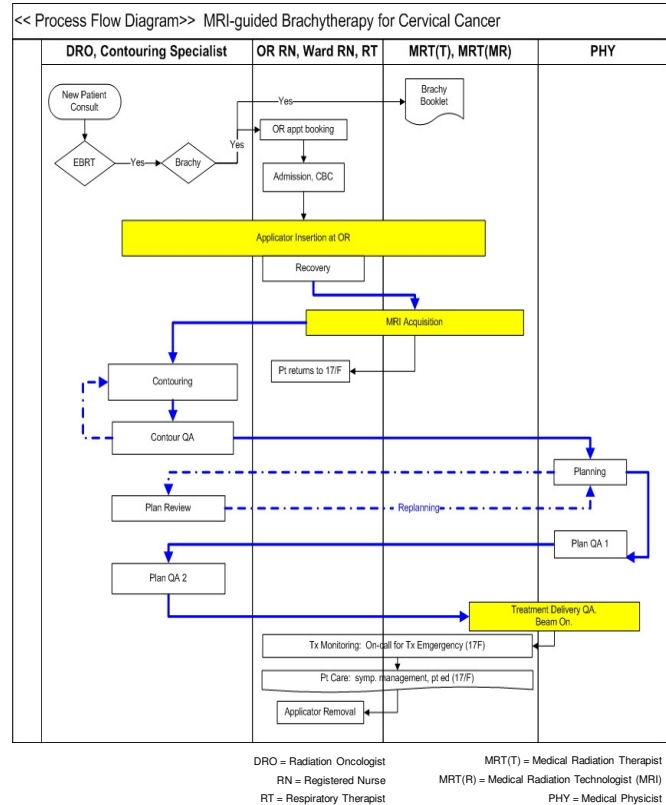 << Process Flow Diagram>> MRI-guided Brachytherapy for Cervical Cancer
DRO, Contouring Specialist
OR RN, Ward RN, RT
MRT(T), MRT(MR)
PHY
New Patient
Consult
Yes
Brachy
Booklet
OR appt booking
Yes
EBRT
Yes
Brachy
Admission, CBC
Applicator Insertion at OR
Recovery
MRI Acquisition
Pt returns to 17/F
Contouring
Contour QA
Planning
Plan Review
Replanning
Plan QA 1
Plan QA 2
Treatment Delivery QA.
Beam On.
Tx Monitoring: On-call for Tx Emgergency (17F)
Pt Care: symp. management, pt ed (17/F)
Applicator Removal
DRO = Radiation Oncologist
MRT(T) = Medical Radiation Therapist
RN = Registered Nurse
MRT(R) = Medical Radiation Technologist (MRI)
RT = Respiratory Therapist
PHY = Medical Physicist